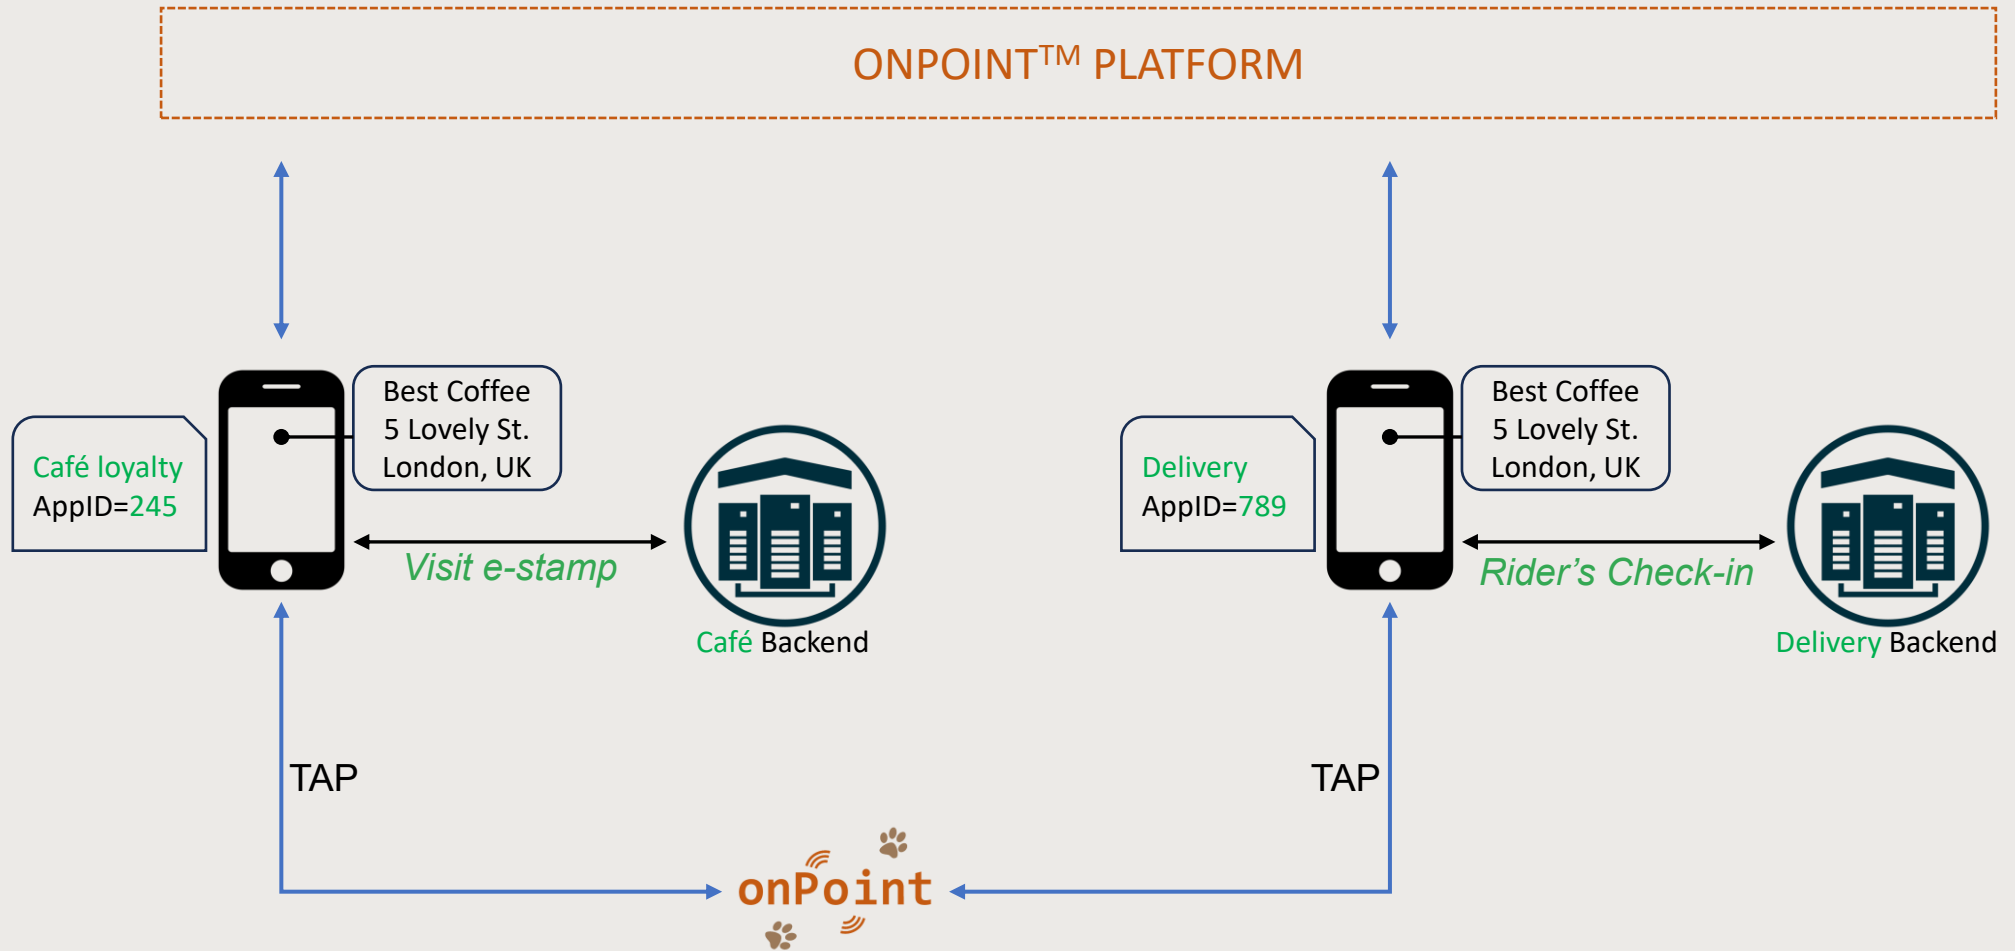 ONPOINT™ PLATFORM
Best Coffee
5 Lovely St.
London, UK
Café loyalty
AppID=245
Visit e-stamp
Café Backend
Best Coffee
5 Lovely St.
London, UK
Delivery
AppID=789
Rider’s Check-in
Delivery Backend
TAP
TAP
onPoint